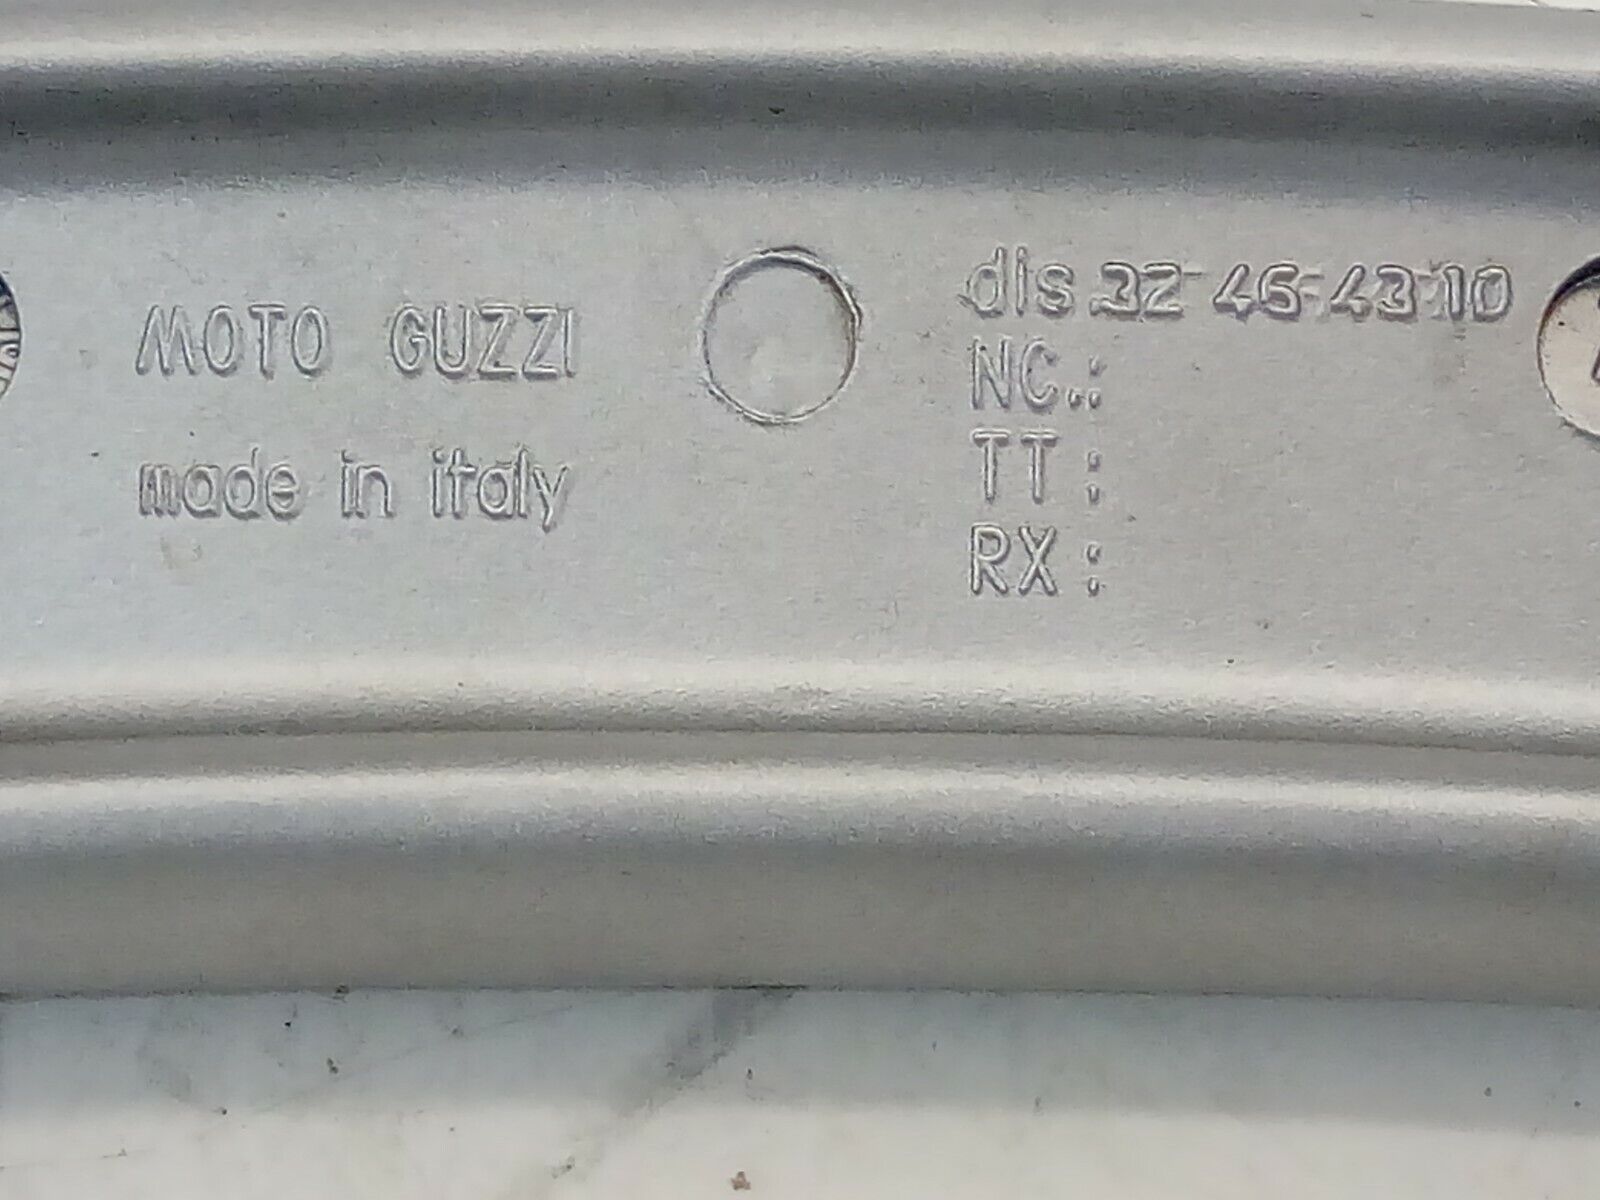 MOTO GUZZI
made in italy
dis 32 46 43 10
NC.:
TT :
RX :